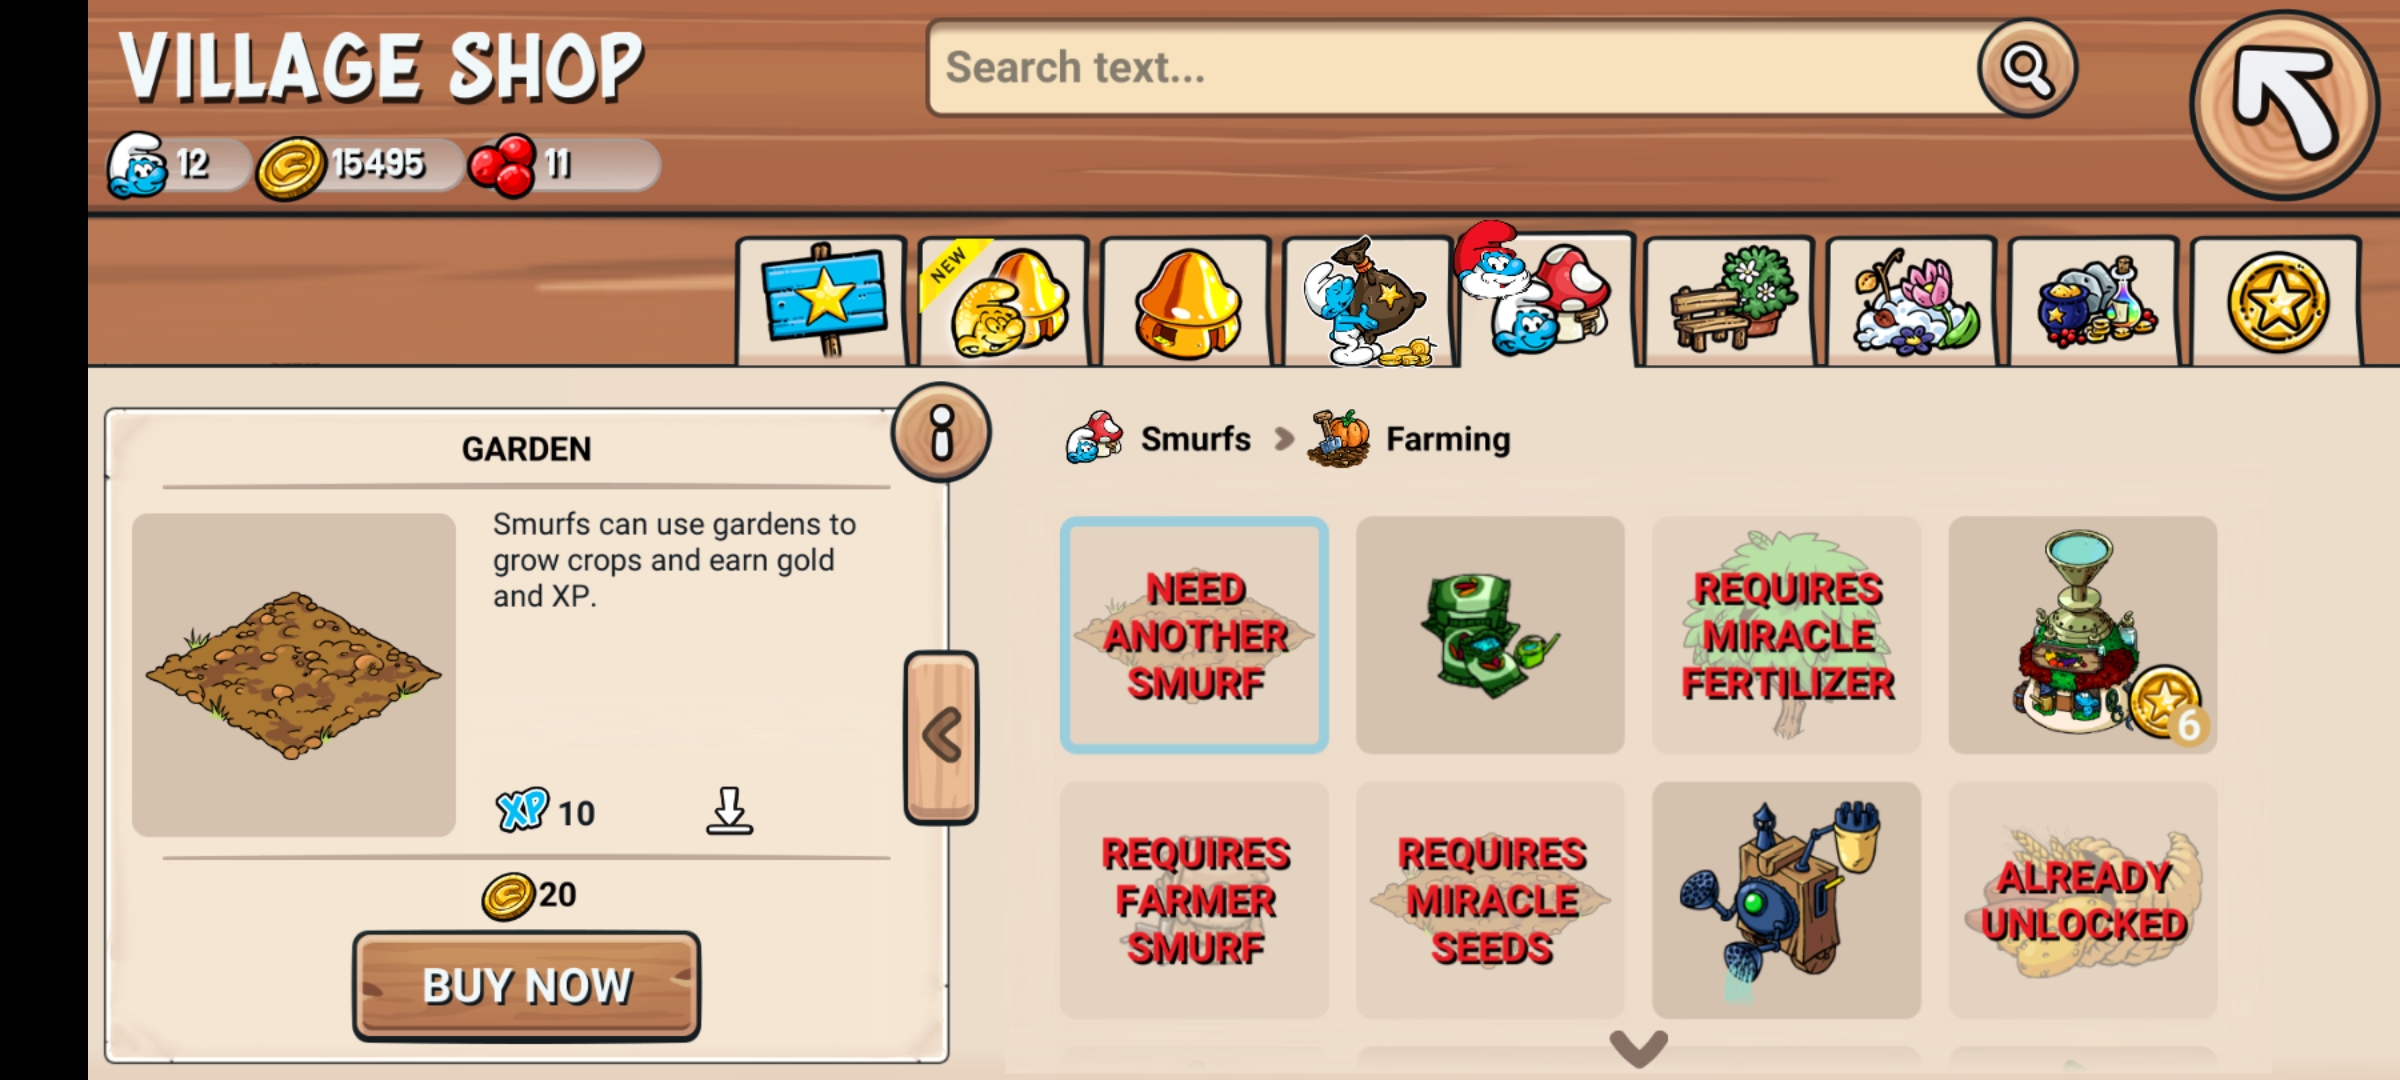 VILLAGE SHOP
Search text...
12
15495
11
NEW
GARDEN
Smurfs can use gardens to
grow crops and earn gold
and XP.
XP 10
20
BUY NOW
Smurfs
Farming
NEED
ANOTHER
SMURF
REQUIRES
MIRACLE
FERTILIZER
6
REQUIRES
FARMER
SMURF
REQUIRES
MIRACLE
SEEDS
ALREADY
UNLOCKED